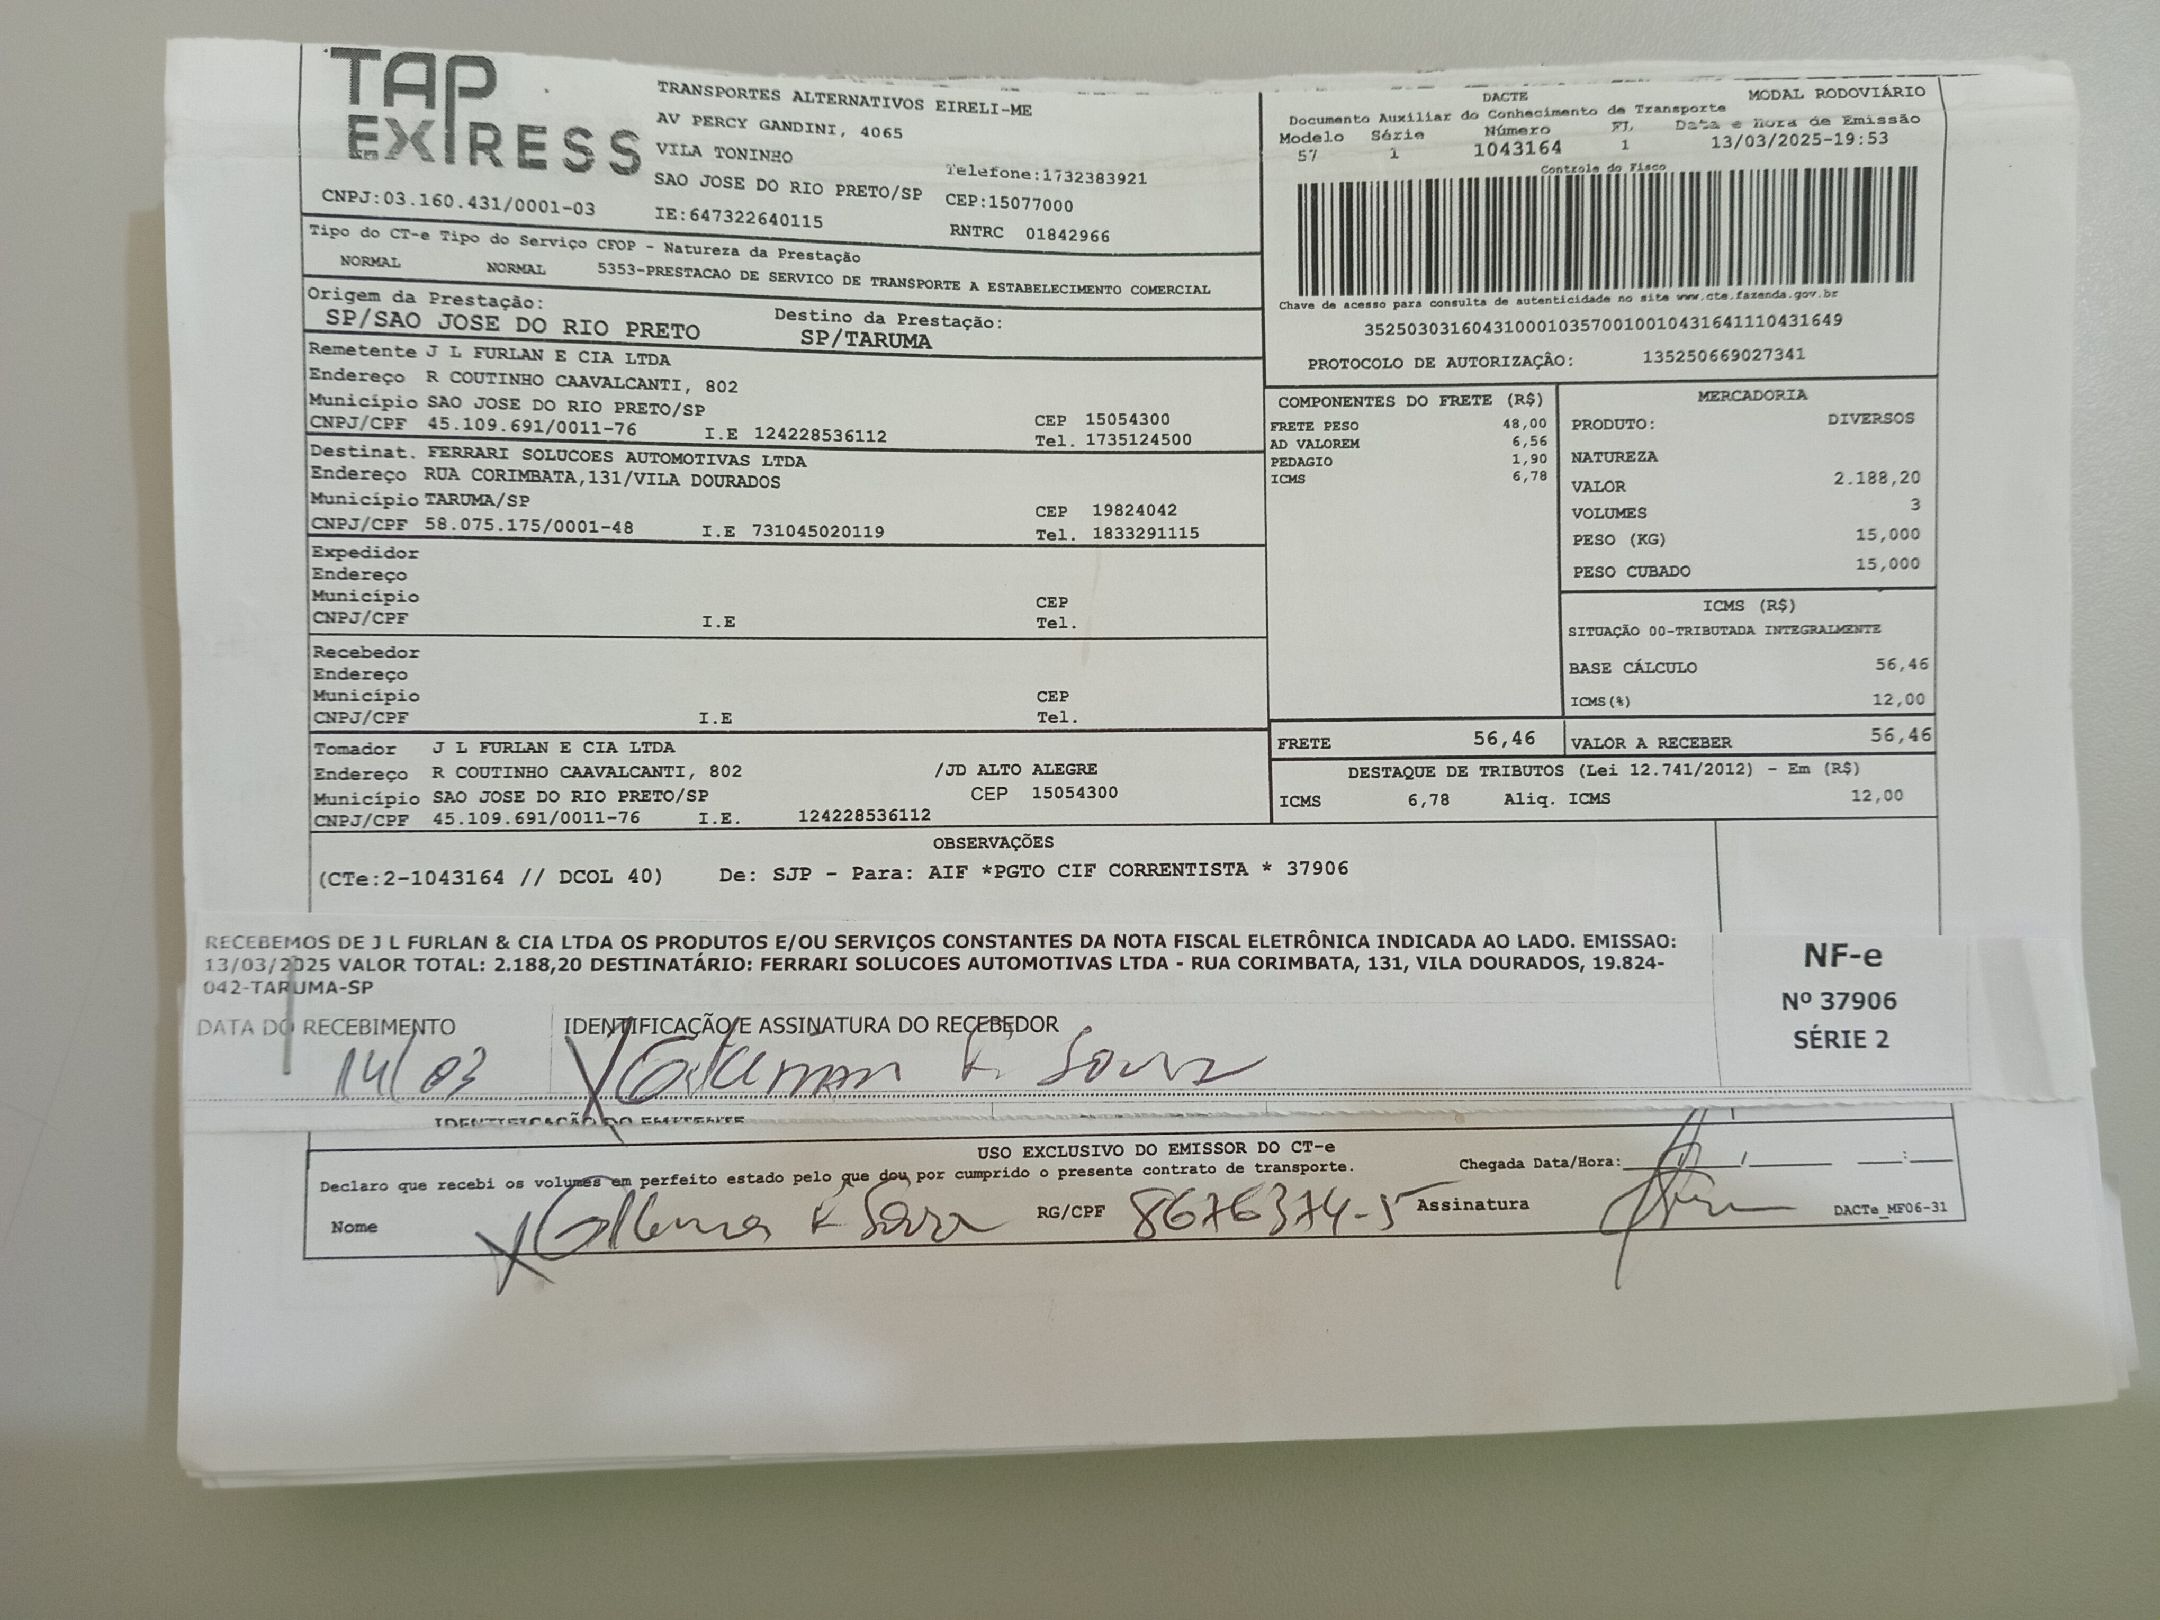 TAP
EXPRESS
TRANSPORTES ALTERNATIVOS EIRELI-ME
AV PERCY GANDINI, 4065
VILA TONINHO
SAO JOSE DO RIO PRETO/SP
IE:647322640115
Telefone:1732383921
CEP:15077000
RNTRC 01842966
CNPJ:03.160.431/0001-03
DACTE
MODAL RODOVIÁRIO
Documento Auxiliar do Conhecimento de Transporte
Modelo Série Número FL Data e Hora de Emissão
57 1 1043164 1 13/03/2025-19:53
Controle do Fisco
Chave de acesso para consulta de autenticidade no site www.cte.fazenda.gov.br
35250303160431000103570010010431641110431649
PROTOCOLO DE AUTORIZAÇÃO: 135250669027341
Tipo do CT-e Tipo do Serviço CFOP - Natureza da Prestação
NORMAL NORMAL 5353-PRESTACAO DE SERVICO DE TRANSPORTE A ESTABELECIMENTO COMERCIAL
Origem da Prestação: Destino da Prestação:
SP/SAO JOSE DO RIO PRETO SP/TARUMA
Remetente J L FURLAN E CIA LTDA
Endereço R COUTINHO CAAVALCANTI, 802
Município SAO JOSE DO RIO PRETO/SP CEP 15054300
CNPJ/CPF 45.109.691/0011-76 I.E 124228536112 Tel. 1735124500
Destinat. FERRARI SOLUCOES AUTOMOTIVAS LTDA
Endereço RUA CORIMBATA,131/VILA DOURADOS
Município TARUMA/SP CEP 19824042
CNPJ/CPF 58.075.175/0001-48 I.E 731045020119 Tel. 1833291115
Expedidor
Endereço
Município CEP
CNPJ/CPF I.E Tel.
Recebedor
Endereço
Município CEP
CNPJ/CPF I.E Tel.
Tomador J L FURLAN E CIA LTDA
Endereço R COUTINHO CAAVALCANTI, 802 /JD ALTO ALEGRE
Município SAO JOSE DO RIO PRETO/SP CEP 15054300
CNPJ/CPF 45.109.691/0011-76 I.E. 124228536112
COMPONENTES DO FRETE (R$)
FRETE PESO 48,00
AD VALOREM 6,56
PEDAGIO 1,90
ICMS 6,78
MERCADORIA
PRODUTO: DIVERSOS
NATUREZA
VALOR 2.188,20
VOLUMES 3
PESO (KG) 15,000
PESO CUBADO 15,000
ICMS (R$)
SITUAÇÃO 00-TRIBUTADA INTEGRALMENTE
BASE CÁLCULO 56,46
ICMS(%) 12,00
FRETE 56,46 VALOR A RECEBER 56,46
DESTAQUE DE TRIBUTOS (Lei 12.741/2012) - Em (R$)
ICMS 6,78 Aliq. ICMS 12,00
OBSERVAÇÕES
(CTe:2-1043164 // DCOL 40) De: SJP - Para: AIF *PGTO CIF CORRENTISTA * 37906
RECEBEMOS DE J L FURLAN & CIA LTDA OS PRODUTOS E/OU SERVIÇOS CONSTANTES DA NOTA FISCAL ELETRÔNICA INDICADA AO LADO. EMISSAO:
13/03/2025 VALOR TOTAL: 2.188,20 DESTINATÁRIO: FERRARI SOLUCOES AUTOMOTIVAS LTDA - RUA CORIMBATA, 131, VILA DOURADOS, 19.824-
042-TARUMA-SP
NF-e
Nº 37906
SÉRIE 2
DATA DO RECEBIMENTO IDENTIFICAÇÃO E ASSINATURA DO RECEBEDOR
14/03
IDENTIFICAÇÃO DO EMITENTE
USO EXCLUSIVO DO EMISSOR DO CT-e
Declaro que recebi os volumes em perfeito estado pelo que dou por cumprido o presente contrato de transporte. Chegada Data/Hora:
Nome RG/CPF 8676374-5 Assinatura DACTe_MF06-31